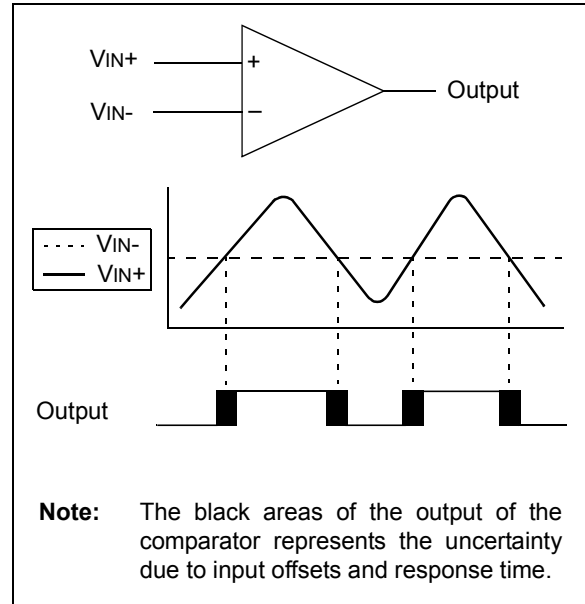 VIN+
+
Output
VIN-
–
VIN-
VIN+
Output
Note: The black areas of the output of the
comparator represents the uncertainty
due to input offsets and response time.